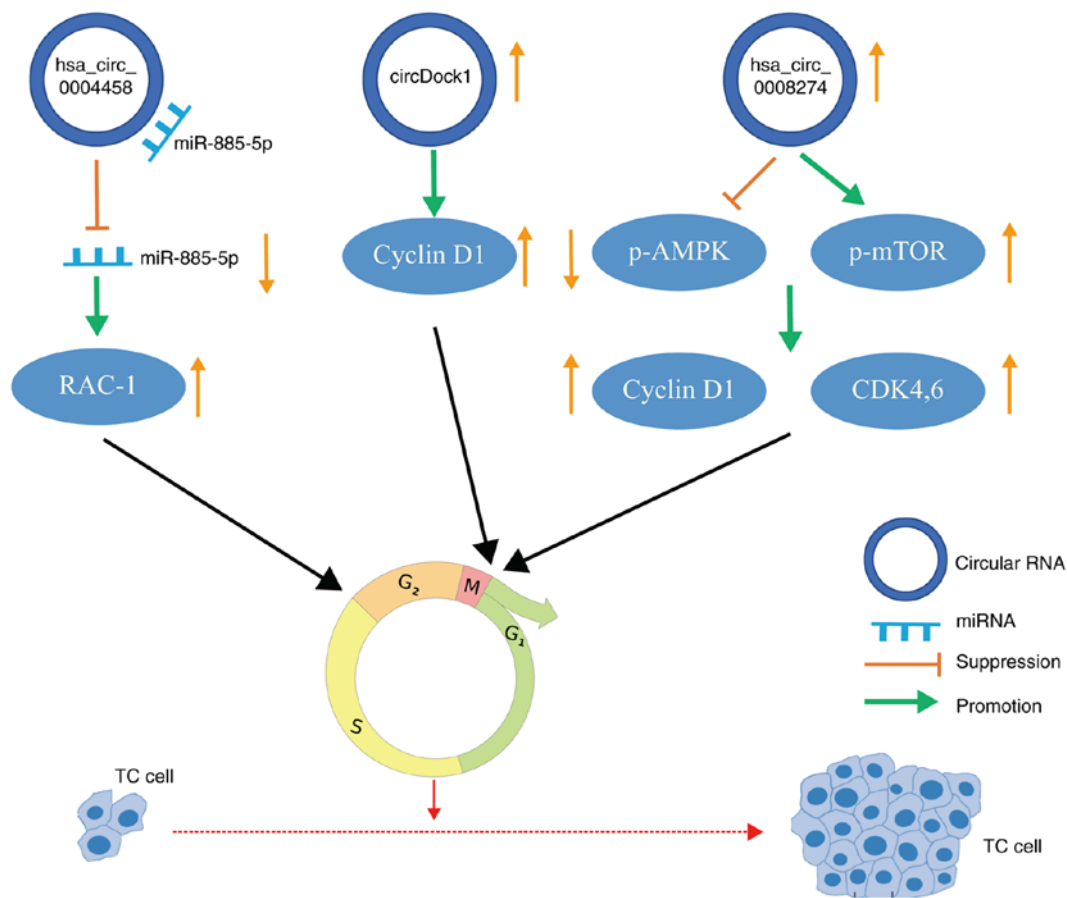 hsa_circ_
0004458
miR-885-5p
miR-885-5p
RAC-1
circDock1
Cyclin D1
hsa_circ_
0008274
p-AMPK
p-mTOR
Cyclin D1
CDK4,6
G₂
M
G₁
S
Circular RNA
miRNA
Suppression
Promotion
TC cell
TC cell